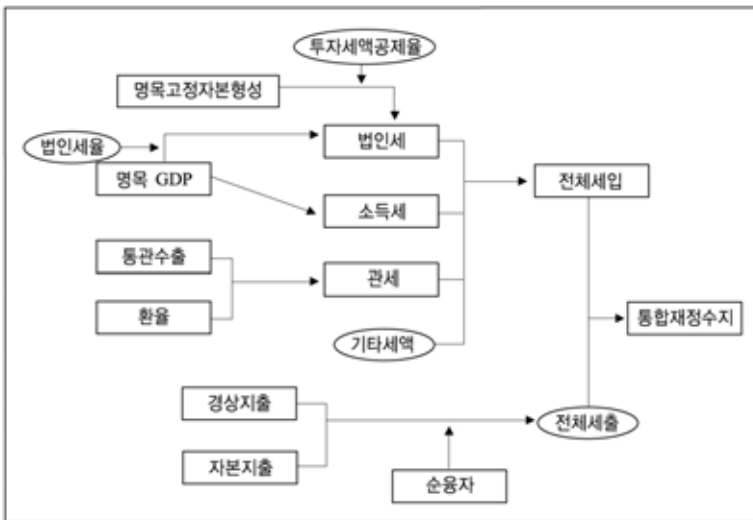 투자세액공제율
명목고정자본형성
법인세율
법인세
명목 GDP
전체세입
소득세
통관수출
관세
환율
통합재정수지
기타세액
경상지출
전체세출
자본지출
순융자